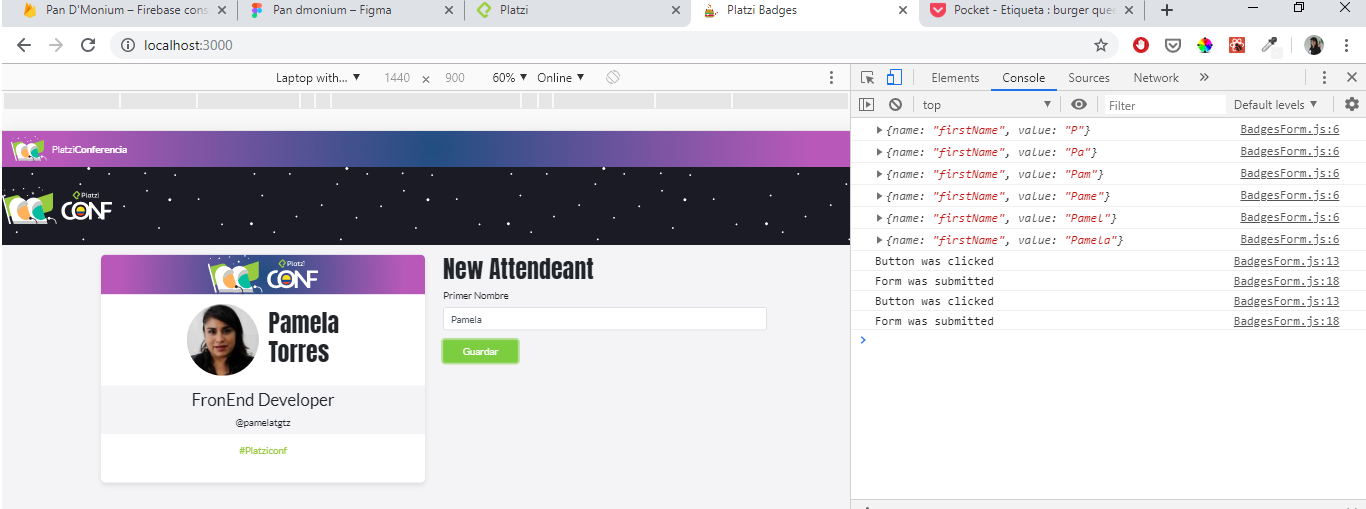 Pan D'Monium – Firebase cons
Pan dmonium – Figma
Platzi
Platzi Badges
Pocket - Etiqueta : burger quee
localhost:3000
Laptop with... ▼ 1440 × 900 60% ▼ Online ▼
Elements Console Sources Network »
top ▼ Filter Default levels ▼
PlatziConferencia
Platzi
CONF
Platzi
CONF
Pamela
Torres
FronEnd Developer
@pamelatgtz
#Platziconf
New Attendeant
Primer Nombre
Pamela
Guardar
▶{name: "firstName", value: "P"} BadgesForm.js:6
▶{name: "firstName", value: "Pa"} BadgesForm.js:6
▶{name: "firstName", value: "Pam"} BadgesForm.js:6
▶{name: "firstName", value: "Pame"} BadgesForm.js:6
▶{name: "firstName", value: "Pamel"} BadgesForm.js:6
▶{name: "firstName", value: "Pamela"} BadgesForm.js:6
Button was clicked BadgesForm.js:13
Form was submitted BadgesForm.js:18
Button was clicked BadgesForm.js:13
Form was submitted BadgesForm.js:18